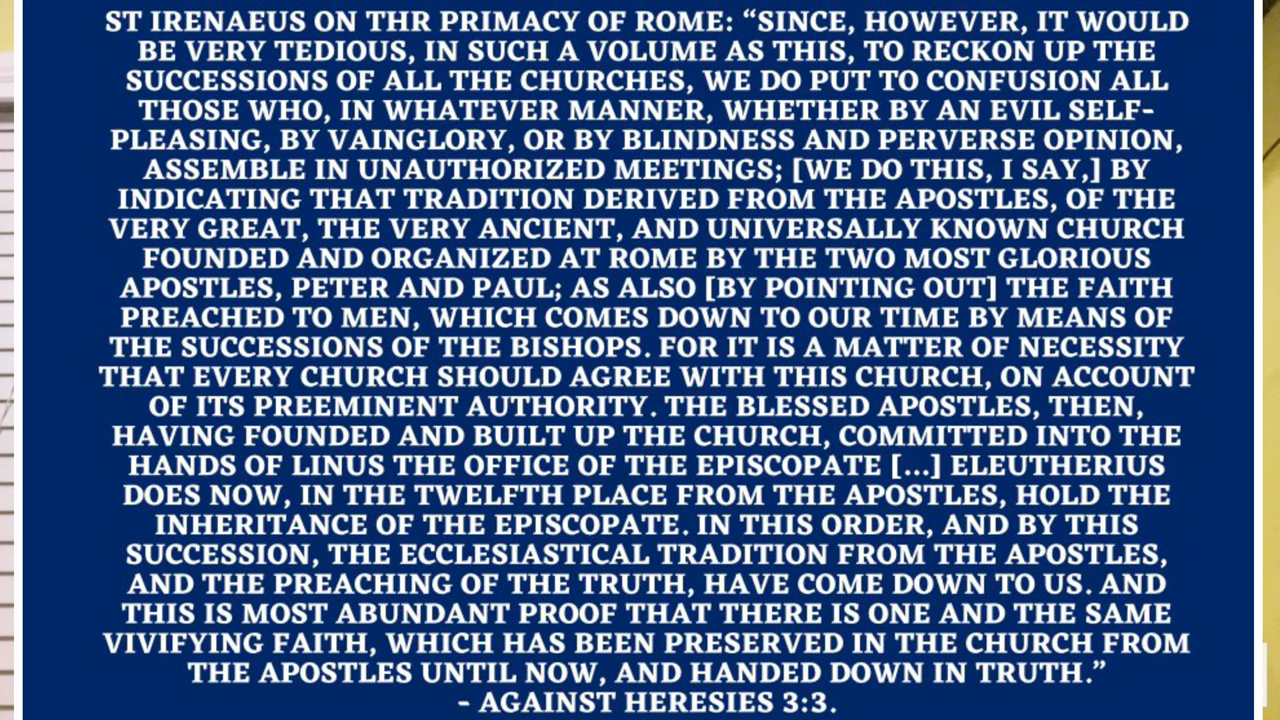 ST IRENAEUS ON THR PRIMACY OF ROME: “SINCE, HOWEVER, IT WOULD
BE VERY TEDIOUS, IN SUCH A VOLUME AS THIS, TO RECKON UP THE
SUCCESSIONS OF ALL THE CHURCHES, WE DO PUT TO CONFUSION ALL
THOSE WHO, IN WHATEVER MANNER, WHETHER BY AN EVIL SELF-
PLEASING, BY VAINGLORY, OR BY BLINDNESS AND PERVERSE OPINION,
ASSEMBLE IN UNAUTHORIZED MEETINGS; [WE DO THIS, I SAY,] BY
INDICATING THAT TRADITION DERIVED FROM THE APOSTLES, OF THE
VERY GREAT, THE VERY ANCIENT, AND UNIVERSALLY KNOWN CHURCH
FOUNDED AND ORGANIZED AT ROME BY THE TWO MOST GLORIOUS
APOSTLES, PETER AND PAUL; AS ALSO [BY POINTING OUT] THE FAITH
PREACHED TO MEN, WHICH COMES DOWN TO OUR TIME BY MEANS OF
THE SUCCESSIONS OF THE BISHOPS. FOR IT IS A MATTER OF NECESSITY
THAT EVERY CHURCH SHOULD AGREE WITH THIS CHURCH, ON ACCOUNT
OF ITS PREEMINENT AUTHORITY. THE BLESSED APOSTLES, THEN,
HAVING FOUNDED AND BUILT UP THE CHURCH, COMMITTED INTO THE
HANDS OF LINUS THE OFFICE OF THE EPISCOPATE [...] ELEUTHERIUS
DOES NOW, IN THE TWELFTH PLACE FROM THE APOSTLES, HOLD THE
INHERITANCE OF THE EPISCOPATE. IN THIS ORDER, AND BY THIS
SUCCESSION, THE ECCLESIASTICAL TRADITION FROM THE APOSTLES,
AND THE PREACHING OF THE TRUTH, HAVE COME DOWN TO US. AND
THIS IS MOST ABUNDANT PROOF THAT THERE IS ONE AND THE SAME
VIVIFYING FAITH, WHICH HAS BEEN PRESERVED IN THE CHURCH FROM
THE APOSTLES UNTIL NOW, AND HANDED DOWN IN TRUTH.”
- AGAINST HERESIES 3:3.